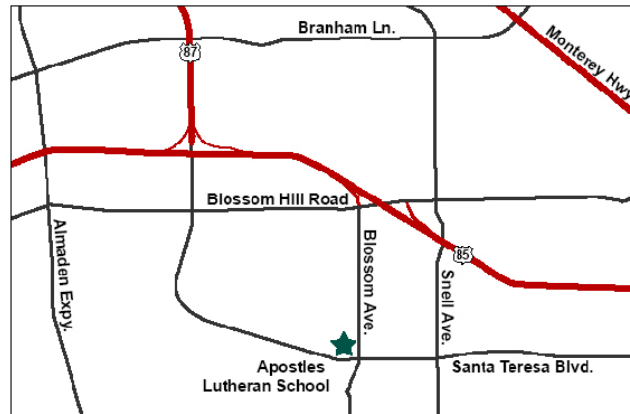 Branham Ln.
87
Monterey Hwy
Blossom Hill Road
Almaden Expy.
Blossom Ave.
Snell Ave.
85
Apostles
Lutheran School
Santa Teresa Blvd.